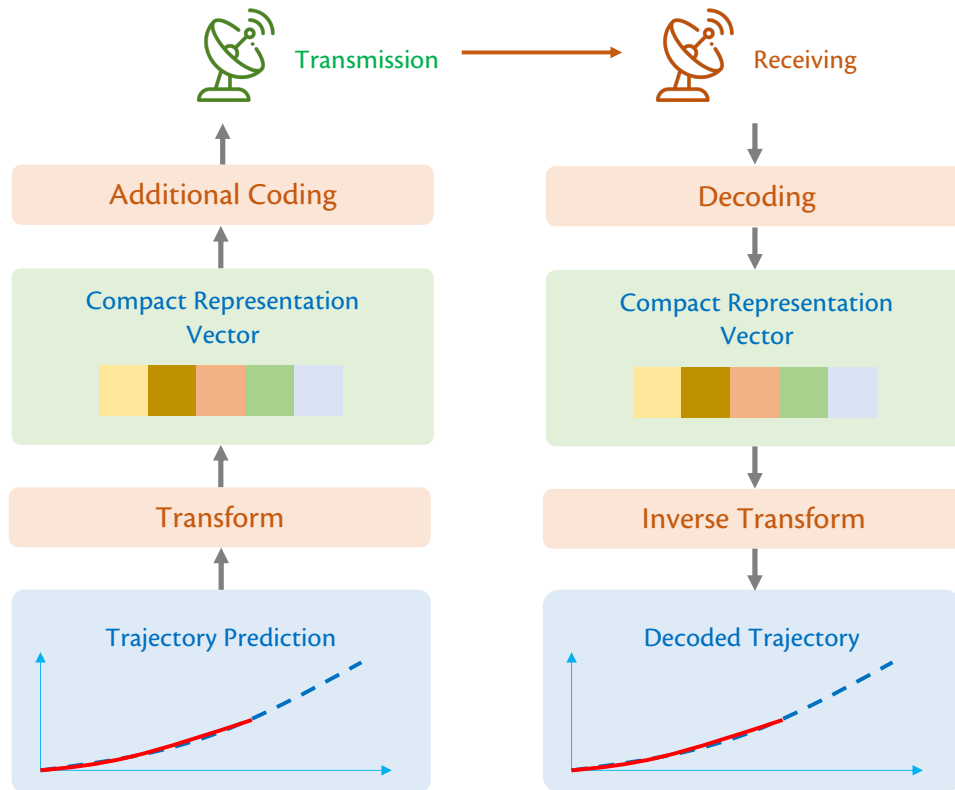 Transmission
Receiving
Additional Coding
Decoding
Compact Representation
Vector
Compact Representation
Vector
Transform
Inverse Transform
Trajectory Prediction
Decoded Trajectory